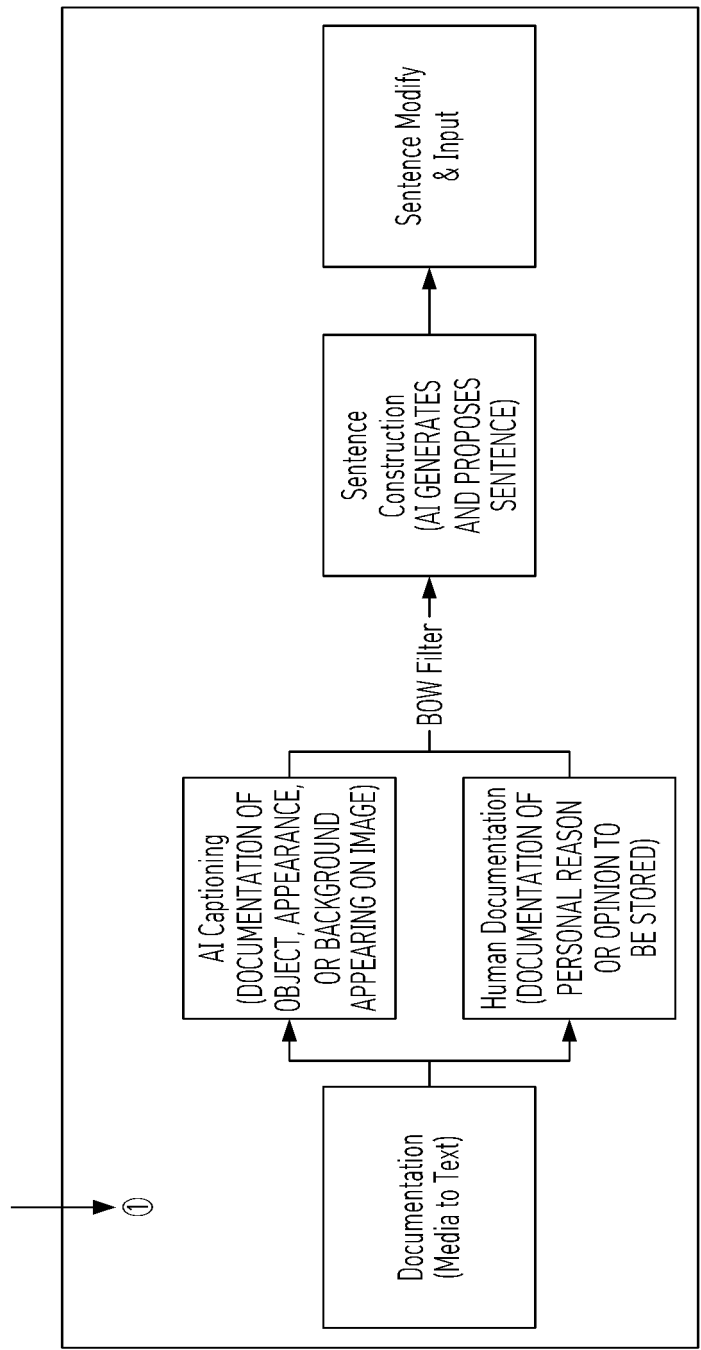 ①
Documentation
(Media to Text)
AI Captioning
(DOCUMENTATION OF
OBJECT, APPEARANCE,
OR BACKGROUND
APPEARING ON IMAGE)
Human Documentation
(DOCUMENTATION OF
PERSONAL REASON
OR OPINION TO
BE STORED)
BOW Filter
Sentence
Construction
(AI GENERATES
AND PROPOSES
SENTENCE)
Sentence Modify
& Input